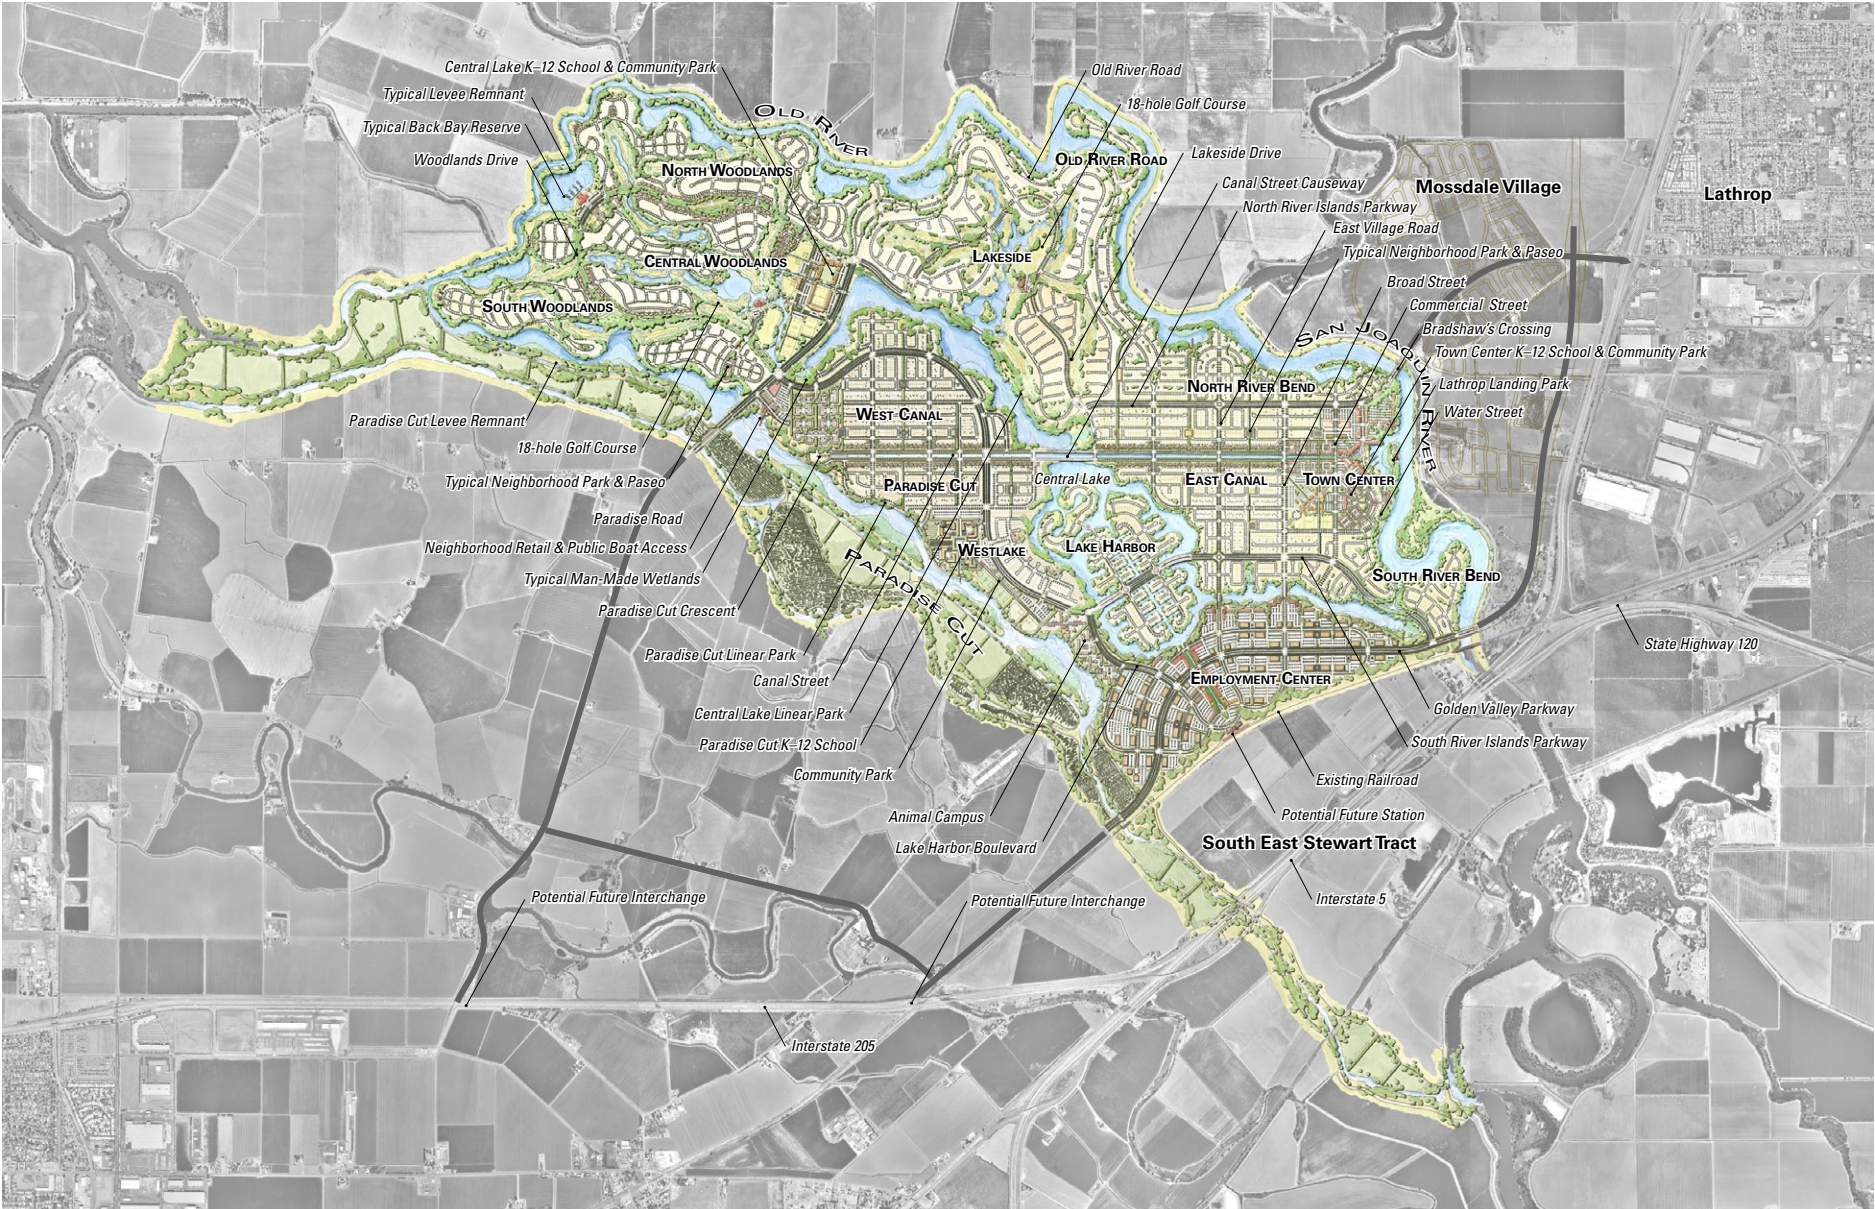 Central Lake K–12 School & Community Park
Typical Levee Remnant
Typical Back Bay Reserve
Woodlands Drive
OLD RIVER
Old River Road
18-hole Golf Course
Lakeside Drive
Canal Street Causeway
North River Islands Parkway
East Village Road
Typical Neighborhood Park & Paseo
Broad Street
Commercial Street
Bradshaw's Crossing
Town Center K–12 School & Community Park
Lathrop Landing Park
Water Street
Mossdale Village
Lathrop
SAN JOAQUIN RIVER
NORTH WOODLANDS
OLD RIVER ROAD
CENTRAL WOODLANDS
LAKESIDE
SOUTH WOODLANDS
NORTH RIVER BEND
WEST CANAL
PARADISE CUT
Central Lake
EAST CANAL
TOWN CENTER
WESTLAKE
LAKE HARBOR
SOUTH RIVER BEND
EMPLOYMENT CENTER
PARADISE CUT
Paradise Cut Levee Remnant
18-hole Golf Course
Typical Neighborhood Park & Paseo
Paradise Road
Neighborhood Retail & Public Boat Access
Typical Man-Made Wetlands
Paradise Cut Crescent
Paradise Cut Linear Park
Canal Street
Central Lake Linear Park
Paradise Cut K–12 School
Community Park
Animal Campus
Lake Harbor Boulevard
State Highway 120
Golden Valley Parkway
South River Islands Parkway
Existing Railroad
Potential Future Station
South East Stewart Tract
Interstate 5
Potential Future Interchange
Potential Future Interchange
Interstate 205